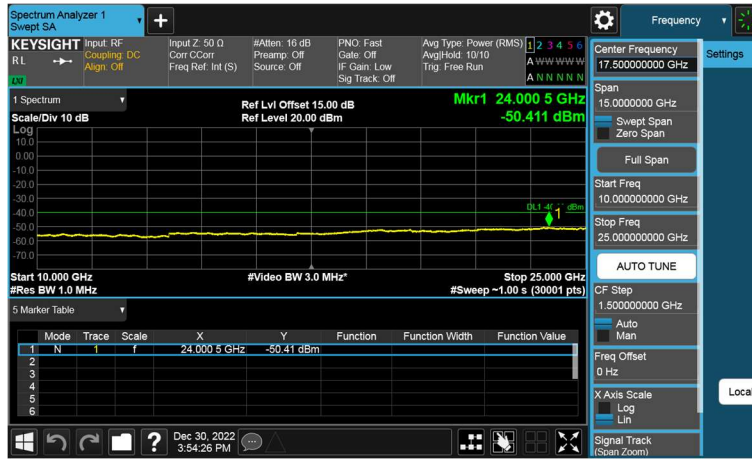 Spectrum Analyzer 1
Swept SA
Frequency
KEYSIGHT
RL
LXI
Input: RF
Coupling: DC
Align: Off
Input Z: 50 Ω
Corr CCorr
Freq Ref: Int (S)
#Atten: 16 dB
Preamp: Off
Source: Off
PNO: Fast
Gate: Off
IF Gain: Low
Sig Track: Off
Avg Type: Power (RMS)
Avg|Hold: 10/10
Trig: Free Run
1 2 3 4 5 6
A W W W W W
A N N N N N
1 Spectrum
Scale/Div 10 dB
Ref Lvl Offset 15.00 dB
Ref Level 20.00 dBm
Mkr1 24.000 5 GHz
-50.411 dBm
Log
10.0
0.00
-10.0
-20.0
-30.0
-40.0
-50.0
-60.0
-70.0
DL1 dBm
1
Start 10.000 GHz
#Res BW 1.0 MHz
#Video BW 3.0 MHz*
Stop 25.000 GHz
#Sweep ~1.00 s (30001 pts)
5 Marker Table
Mode Trace Scale X Y Function Function Width Function Value
1 N 1 f 24.000 5 GHz -50.41 dBm
2
3
4
5
6
Dec 30, 2022
3:54:26 PM
Center Frequency
17.500000000 GHz
Span
15.0000000 GHz
Swept Span
Zero Span
Full Span
Start Freq
10.000000000 GHz
Stop Freq
25.000000000 GHz
AUTO TUNE
CF Step
1.500000000 GHz
Auto
Man
Freq Offset
0 Hz
X Axis Scale
Log
Lin
Signal Track
(Span Zoom)
Settings
Local